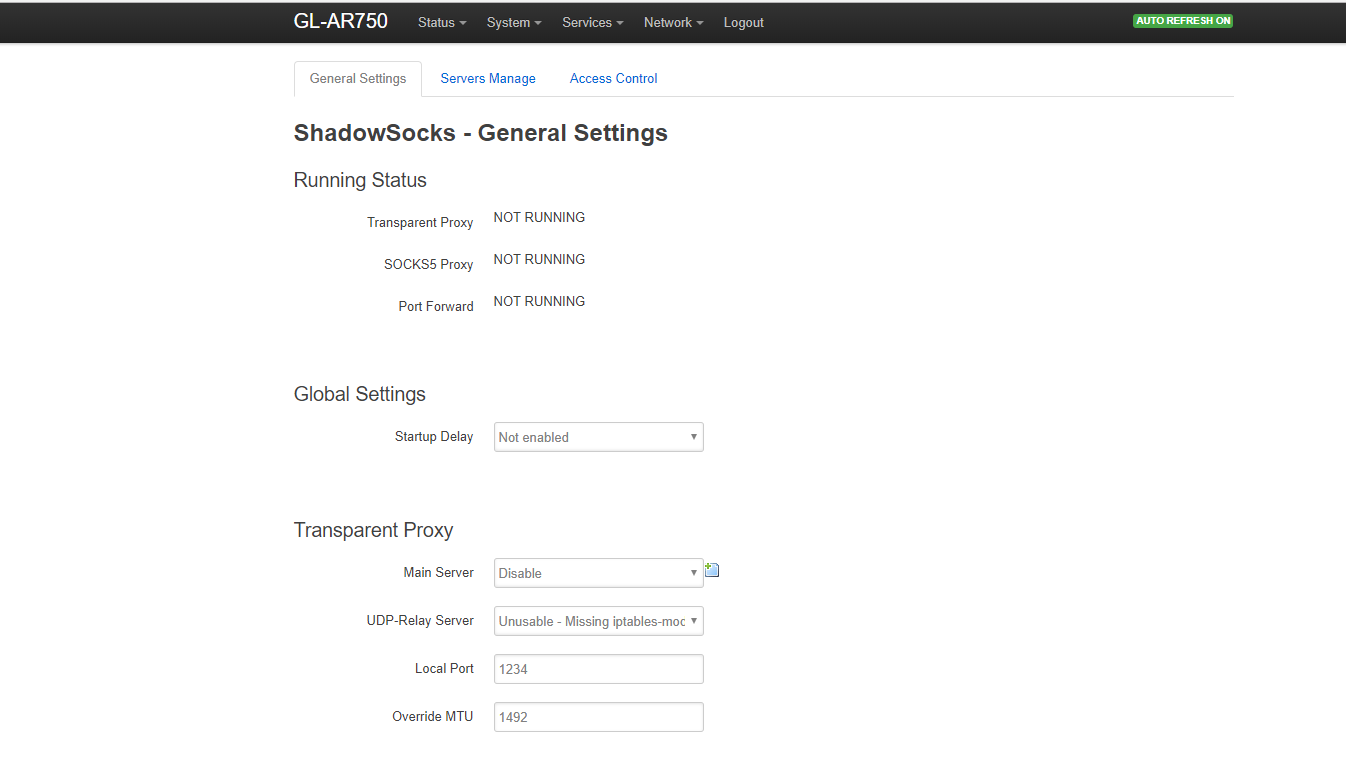 GL-AR750 Status System Services Network Logout AUTO REFRESH ON
General Settings Servers Manage Access Control
ShadowSocks - General Settings
Running Status
Transparent Proxy NOT RUNNING
SOCKS5 Proxy NOT RUNNING
Port Forward NOT RUNNING
Global Settings
Startup Delay Not enabled
Transparent Proxy
Main Server Disable
UDP-Relay Server Unusable - Missing iptables-mod
Local Port 1234
Override MTU 1492